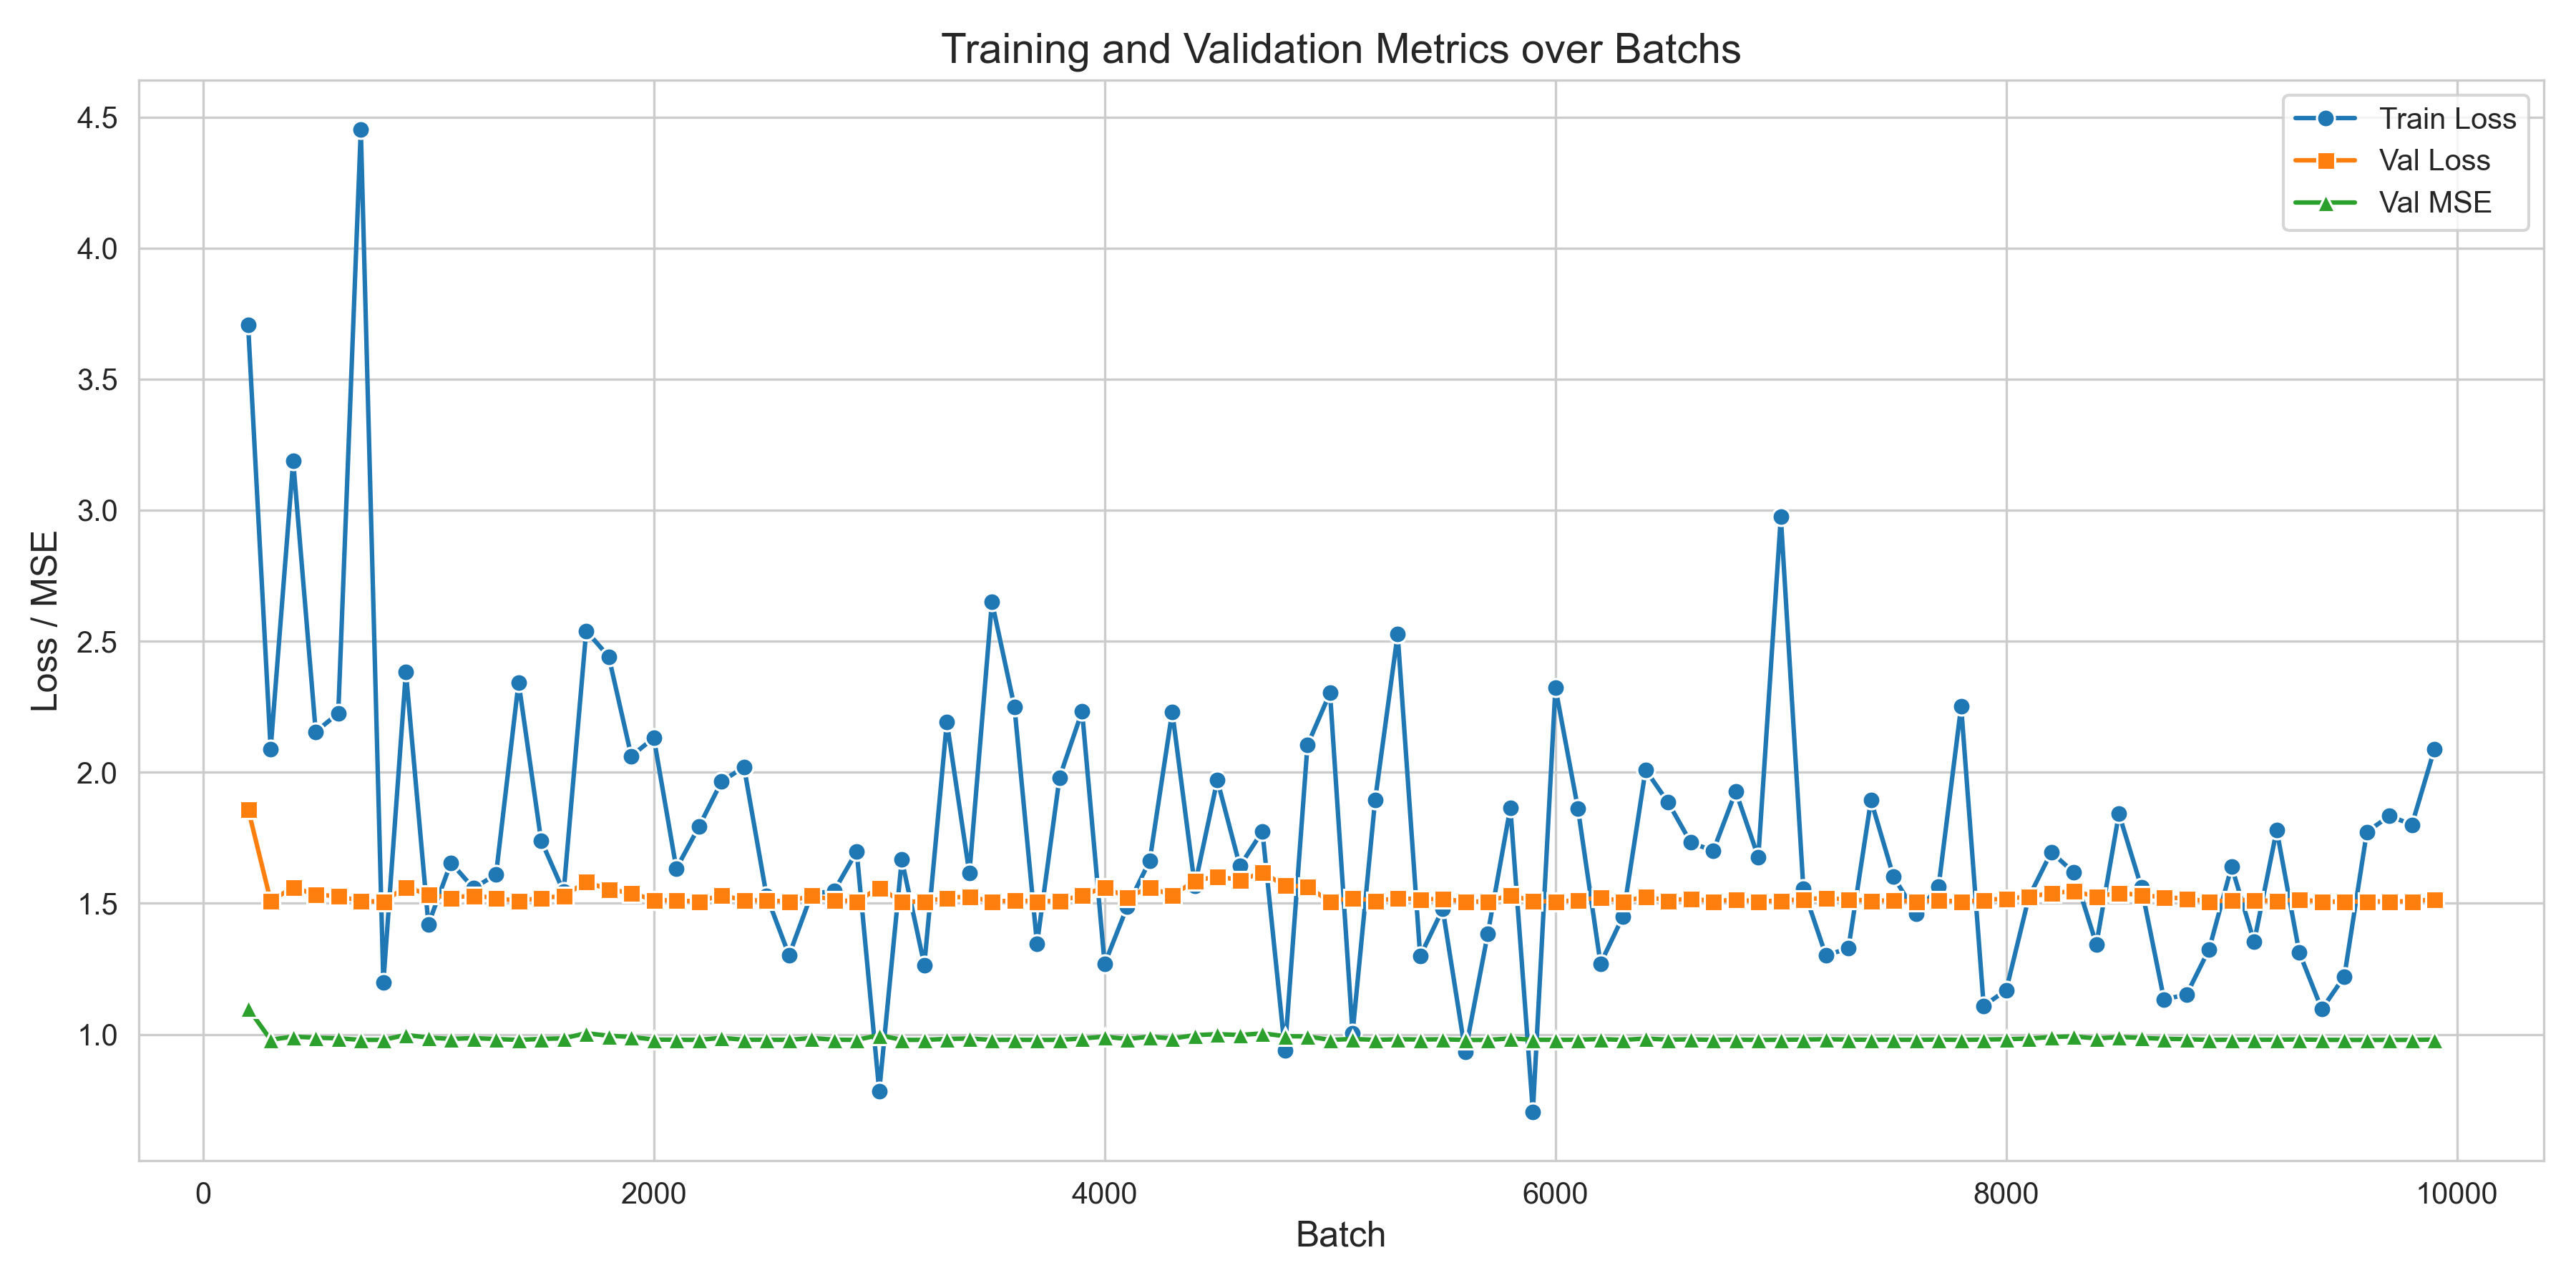 Training and Validation Metrics over Batchs
Train Loss
Val Loss
Val MSE
Loss / MSE
4.5
4.0
3.5
3.0
2.5
2.0
1.5
1.0
0
2000
4000
6000
8000
10000
Batch